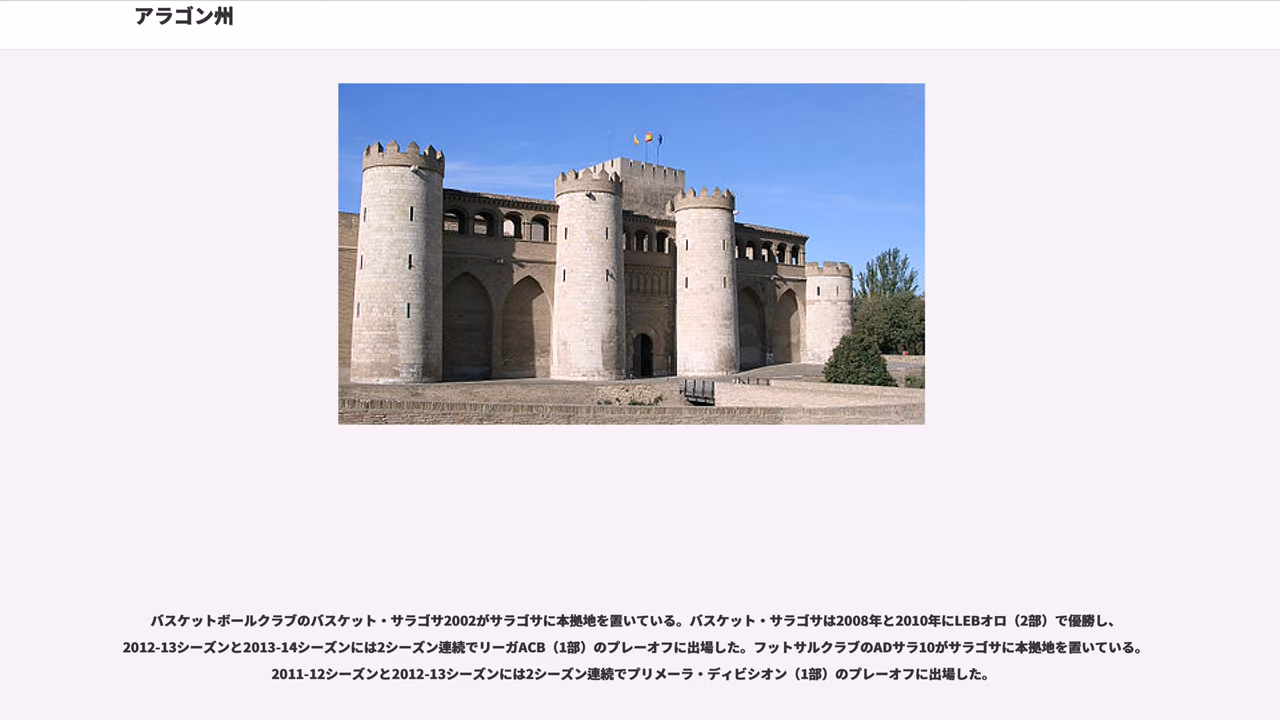 アラゴン州
バスケットボールクラブのバスケット・サラゴサ2002がサラゴサに本拠地を置いている。バスケット・サラゴサは2008年と2010年にLEBオロ（2部）で優勝し、
2012-13シーズンと2013-14シーズンには2シーズン連続でリーガACB（1部）のプレーオフに出場した。フットサルクラブのADサラ10がサラゴサに本拠地を置いている。
2011-12シーズンと2012-13シーズンには2シーズン連続でプリメーラ・ディビシオン（1部）のプレーオフに出場した。